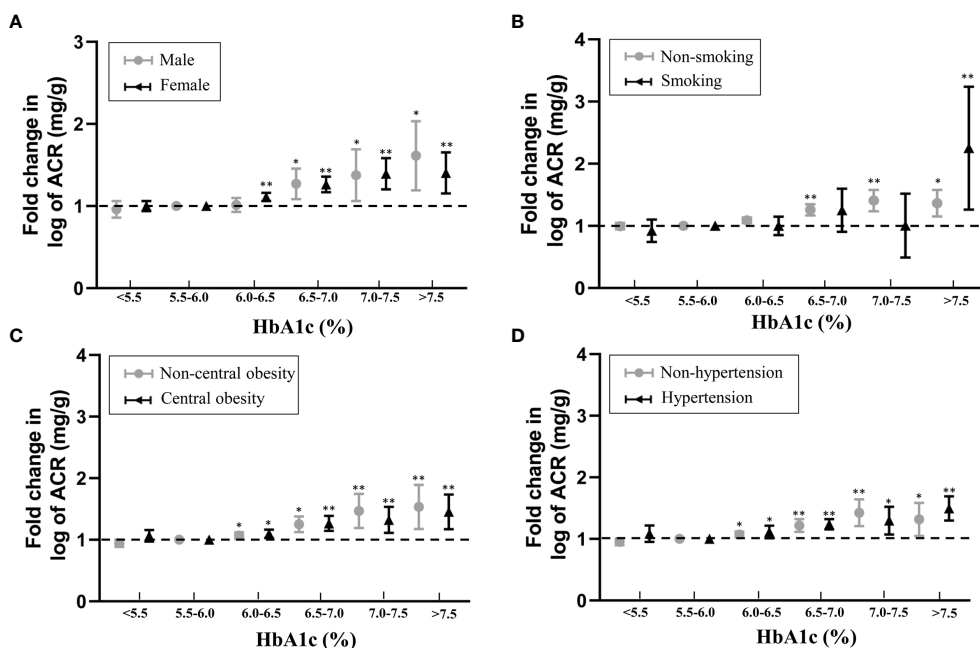 A
Fold change in
log of ACR (mg/g)
3
2
1
0
Male
Female
* * * ** ** ** **
<5.5 5.5-6.0 6.0-6.5 6.5-7.0 7.0-7.5 >7.5
HbA1c (%)
B
Fold change in
log of ACR (mg/g)
4
3
2
1
0
Non-smoking
Smoking
** ** * **
<5.5 5.5-6.0 6.0-6.5 6.5-7.0 7.0-7.5 >7.5
HbA1c (%)
C
Fold change in
log of ACR (mg/g)
4
3
2
1
0
Non-central obesity
Central obesity
* * * ** ** ** ** **
<5.5 5.5-6.0 6.0-6.5 6.5-7.0 7.0-7.5 >7.5
HbA1c (%)
D
Fold change in
log of ACR (mg/g)
4
3
2
1
0
Non-hypertension
Hypertension
* * ** ** ** * * **
<5.5 5.5-6.0 6.0-6.5 6.5-7.0 7.0-7.5 >7.5
HbA1c (%)